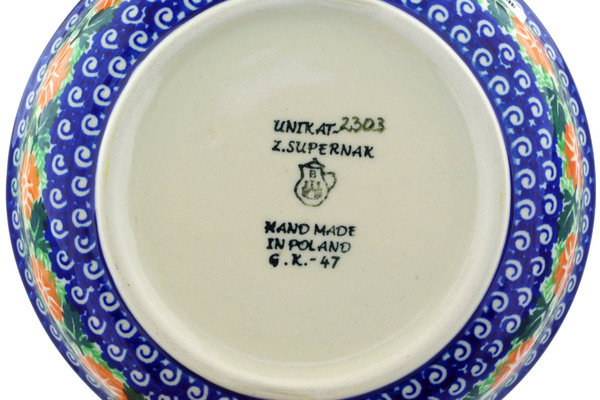 UNIKAT-2303
Z.SUPERNAK
B
HAND MADE
IN POLAND
G.K.-47